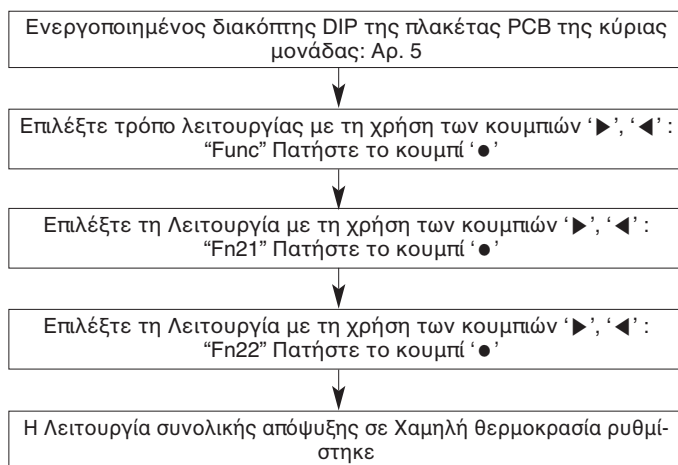 Ενεργοποιημένος διακόπτης DIP της πλακέτας PCB της κύριας
μονάδας: Αρ. 5
Επιλέξτε τρόπο λειτουργίας με τη χρήση των κουμπιών ‘▶’, ‘◀’ :
“Func” Πατήστε το κουμπί ‘●’
Επιλέξτε τη Λειτουργία με τη χρήση των κουμπιών ‘▶’, ‘◀’ :
“Fn21” Πατήστε το κουμπί ‘●’
Επιλέξτε τη Λειτουργία με τη χρήση των κουμπιών ‘▶’, ‘◀’ :
“Fn22” Πατήστε το κουμπί ‘●’
Η Λειτουργία συνολικής απόψυξης σε Χαμηλή θερμοκρασία ρυθμί-
στηκε